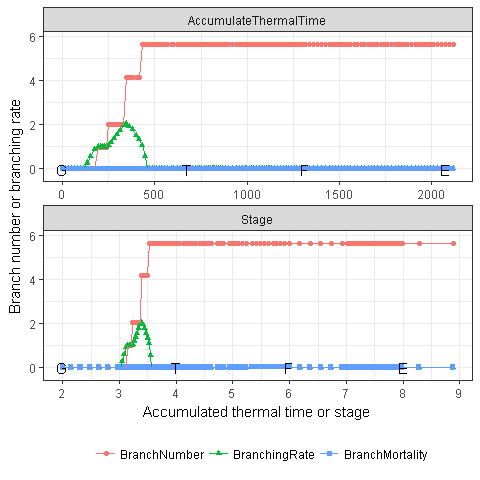 AccumulateThermalTime
Branch number or branching rate
6
4
2
0
0 500 1000 1500 2000
Stage
6
4
2
0
2 3 4 5 6 7 8 9
Accumulated thermal time or stage
BranchNumber BranchingRate BranchMortality